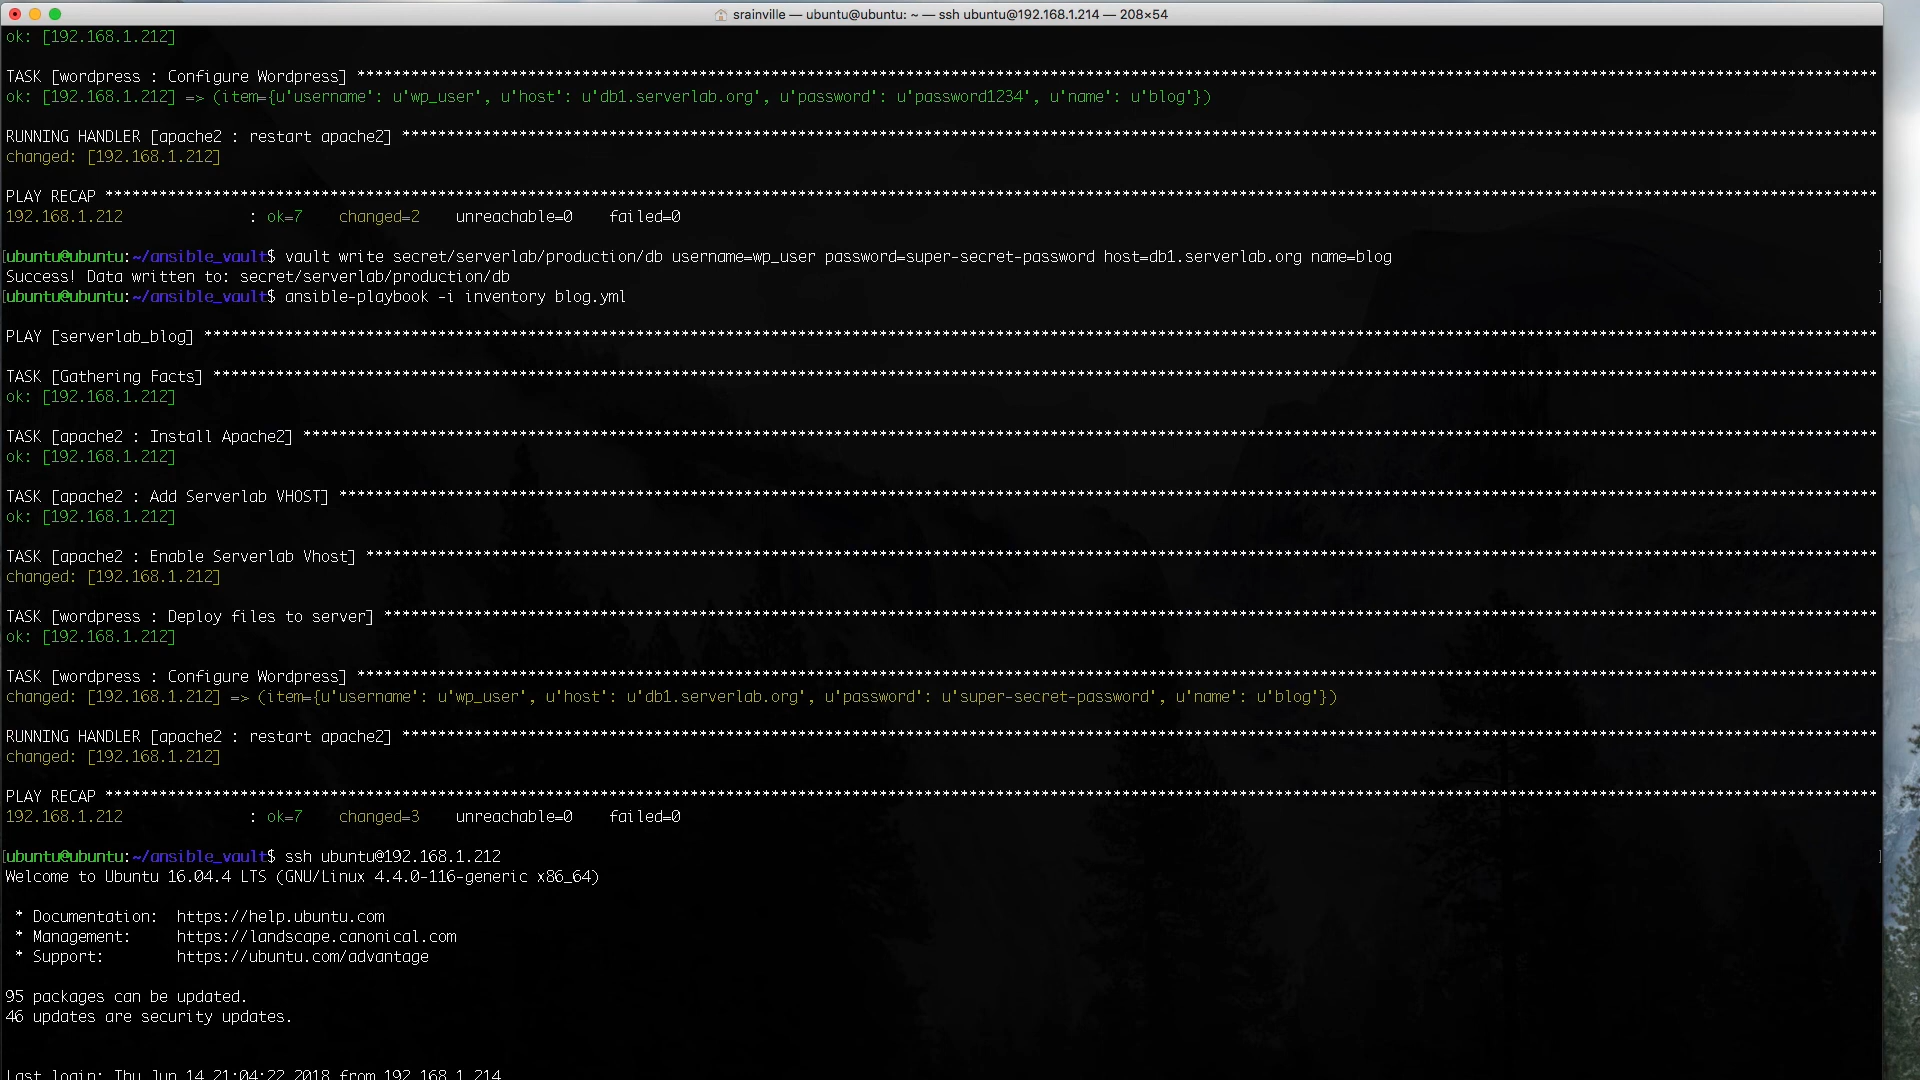 srainville — ubuntu@ubuntu: ~ — ssh ubuntu@192.168.1.214 — 208×54
ok: [192.168.1.212]
TASK [wordpress : Configure Wordpress] ************************************************************************************************************************************************************************
ok: [192.168.1.212] => (item={u'username': u'wp_user', u'host': u'db1.serverlab.org', u'password': u'password1234', u'name': u'blog'})
RUNNING HANDLER [apache2 : restart apache2] *******************************************************************************************************************************************************************
changed: [192.168.1.212]
PLAY RECAP ****************************************************************************************************************************************************************************************************
192.168.1.212              : ok=7    changed=2    unreachable=0    failed=0
[ubuntu@ubuntu:~/ansible_vault$ vault write secret/serverlab/production/db username=wp_user password=super-secret-password host=db1.serverlab.org name=blog ]
Success! Data written to: secret/serverlab/production/db
[ubuntu@ubuntu:~/ansible_vault$ ansible-playbook -i inventory blog.yml ]
PLAY [serverlab_blog] *****************************************************************************************************************************************************************************************
TASK [Gathering Facts] ****************************************************************************************************************************************************************************************
ok: [192.168.1.212]
TASK [apache2 : Install Apache2] ******************************************************************************************************************************************************************************
ok: [192.168.1.212]
TASK [apache2 : Add Serverlab VHOST] **************************************************************************************************************************************************************************
ok: [192.168.1.212]
TASK [apache2 : Enable Serverlab Vhost] ***********************************************************************************************************************************************************************
changed: [192.168.1.212]
TASK [wordpress : Deploy files to server] *********************************************************************************************************************************************************************
ok: [192.168.1.212]
TASK [wordpress : Configure Wordpress] ************************************************************************************************************************************************************************
changed: [192.168.1.212] => (item={u'username': u'wp_user', u'host': u'db1.serverlab.org', u'password': u'super-secret-password', u'name': u'blog'})
RUNNING HANDLER [apache2 : restart apache2] *******************************************************************************************************************************************************************
changed: [192.168.1.212]
PLAY RECAP ****************************************************************************************************************************************************************************************************
192.168.1.212              : ok=7    changed=3    unreachable=0    failed=0
[ubuntu@ubuntu:~/ansible_vault$ ssh ubuntu@192.168.1.212 ]
Welcome to Ubuntu 16.04.4 LTS (GNU/Linux 4.4.0-116-generic x86_64)
* Documentation:  https://help.ubuntu.com
* Management:     https://landscape.canonical.com
* Support:        https://ubuntu.com/advantage
95 packages can be updated.
46 updates are security updates.
Last login: Thu Jun 14 21:04:22 2018 from 192.168.1.214